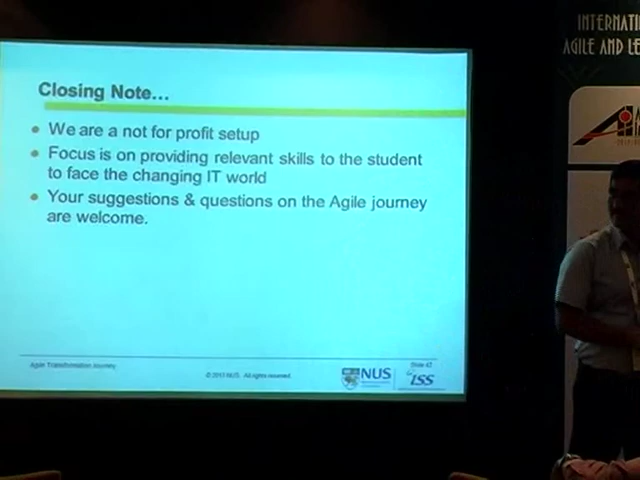 INTERNATI
AGILE AND LE
Closing Note...
We are a not for profit setup
Focus is on providing relevant skills to the student
to face the changing IT world
Your suggestions & questions on the Agile journey
are welcome.
Agile Transformation Journey
© 2013 NUS. All rights reserved.
NUS
Slide 42
ISS